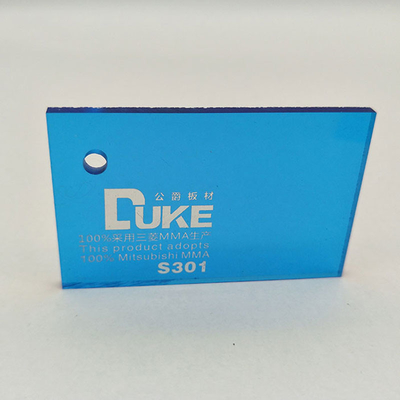 公爵板材
DUKE
100%采用三菱MMA生产
This product adopts
100% Mitsubishi MMA
S301